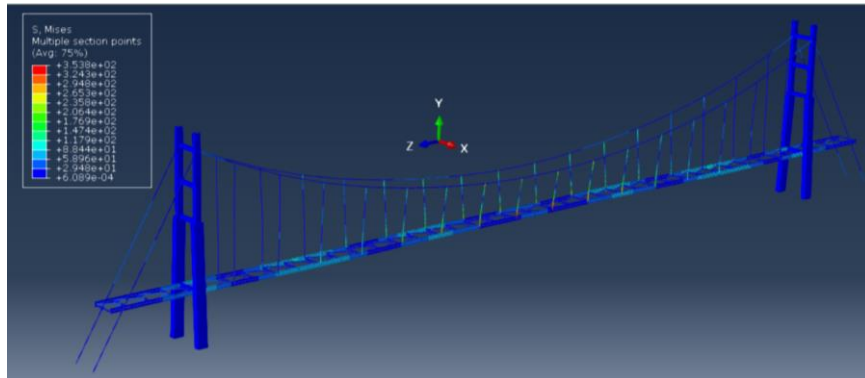 S, Mises
Multiple section points
(Avg: 75%)
+3.538e+02
+3.243e+02
+2.948e+02
+2.653e+02
+2.358e+02
+2.064e+02
+1.769e+02
+1.474e+02
+1.179e+02
+8.844e+01
+5.896e+01
+2.948e+01
+6.089e-04
Y
Z
X